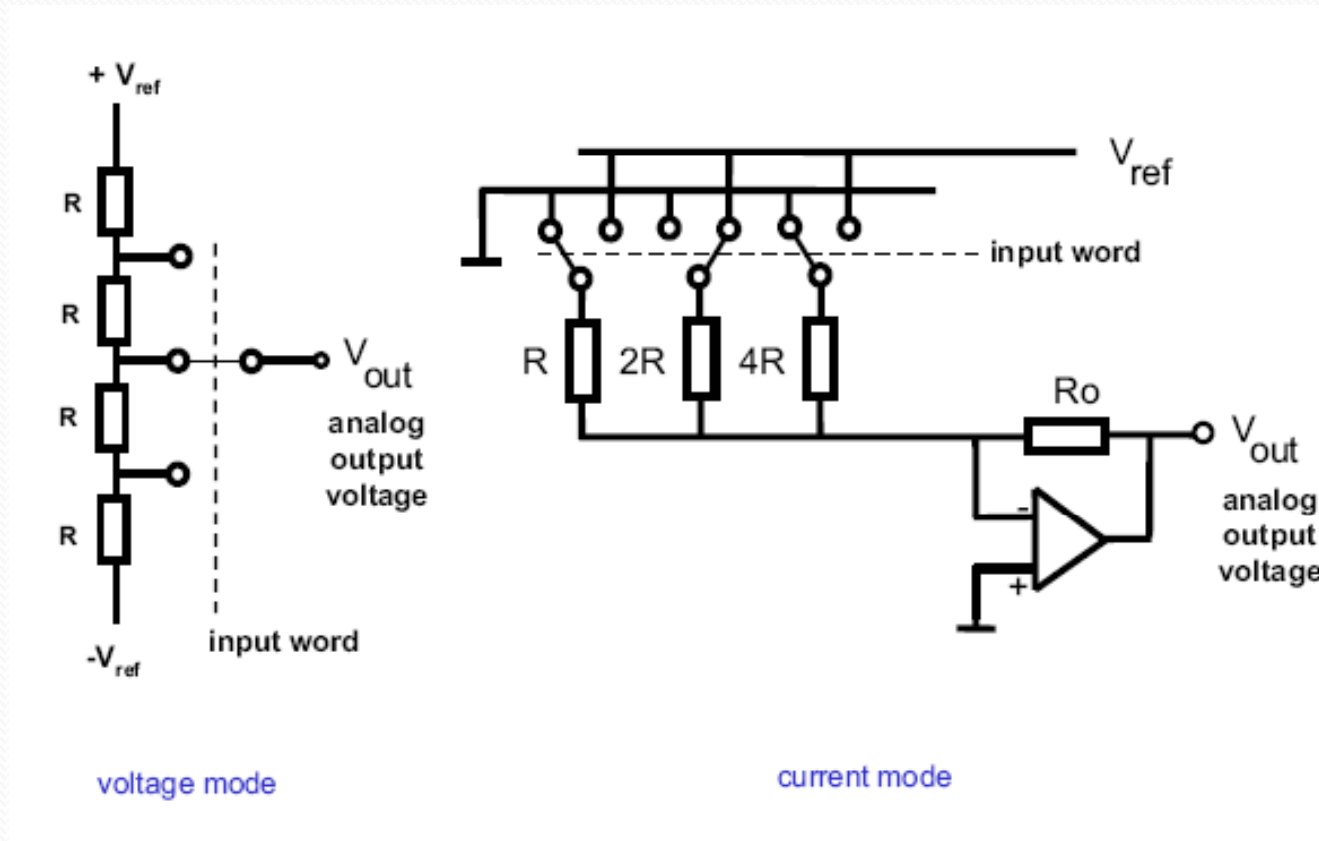 + Vref
R
R
R
R
-Vref
Vout
analog
output
voltage
input word
voltage mode
Vref
input word
R
2R
4R
Ro
-
+
Vout
analog
output
voltage
current mode